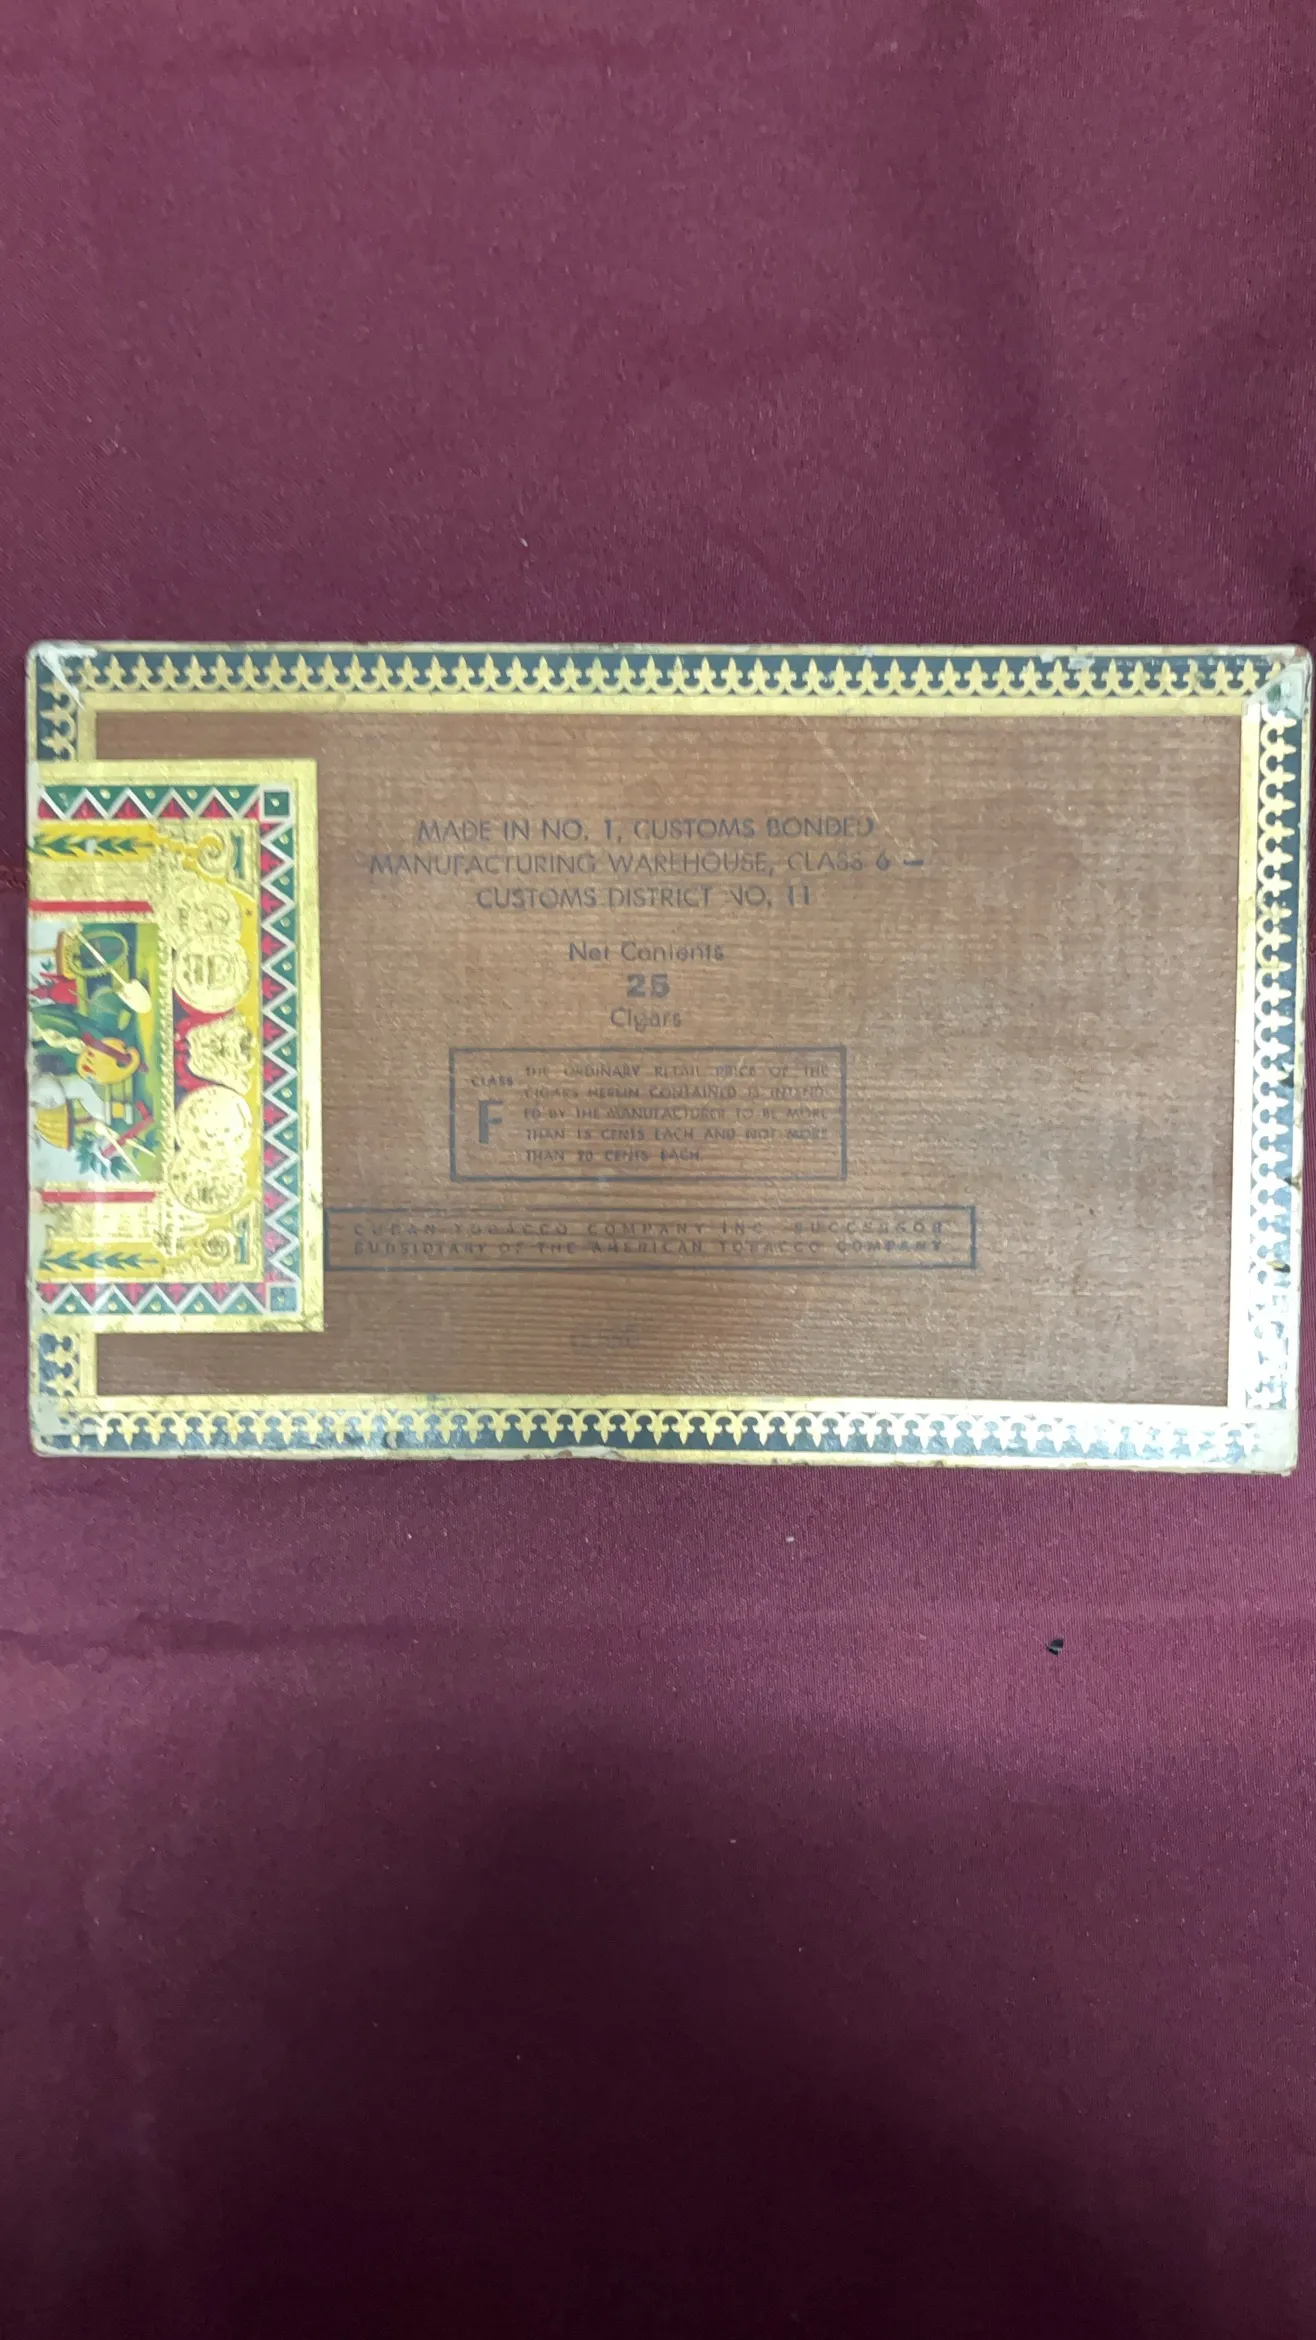 MADE IN NO. 1, CUSTOMS BONDED
MANUFACTURING WAREHOUSE, CLASS 6 —
CUSTOMS DISTRICT NO. 11
Net Contents
25
Cigars
CLASS
F
THE ORDINARY RETAIL PRICE OF THE
CIGARS HEREIN CONTAINED IS INTEND-
ED BY THE MANUFACTURER TO BE MORE
THAN 15 CENTS EACH AND NOT MORE
THAN 20 CENTS EACH
CUBAN TOBACCO COMPANY INC. SUCCESSOR
SUBSIDIARY OF THE AMERICAN TOBACCO COMPANY